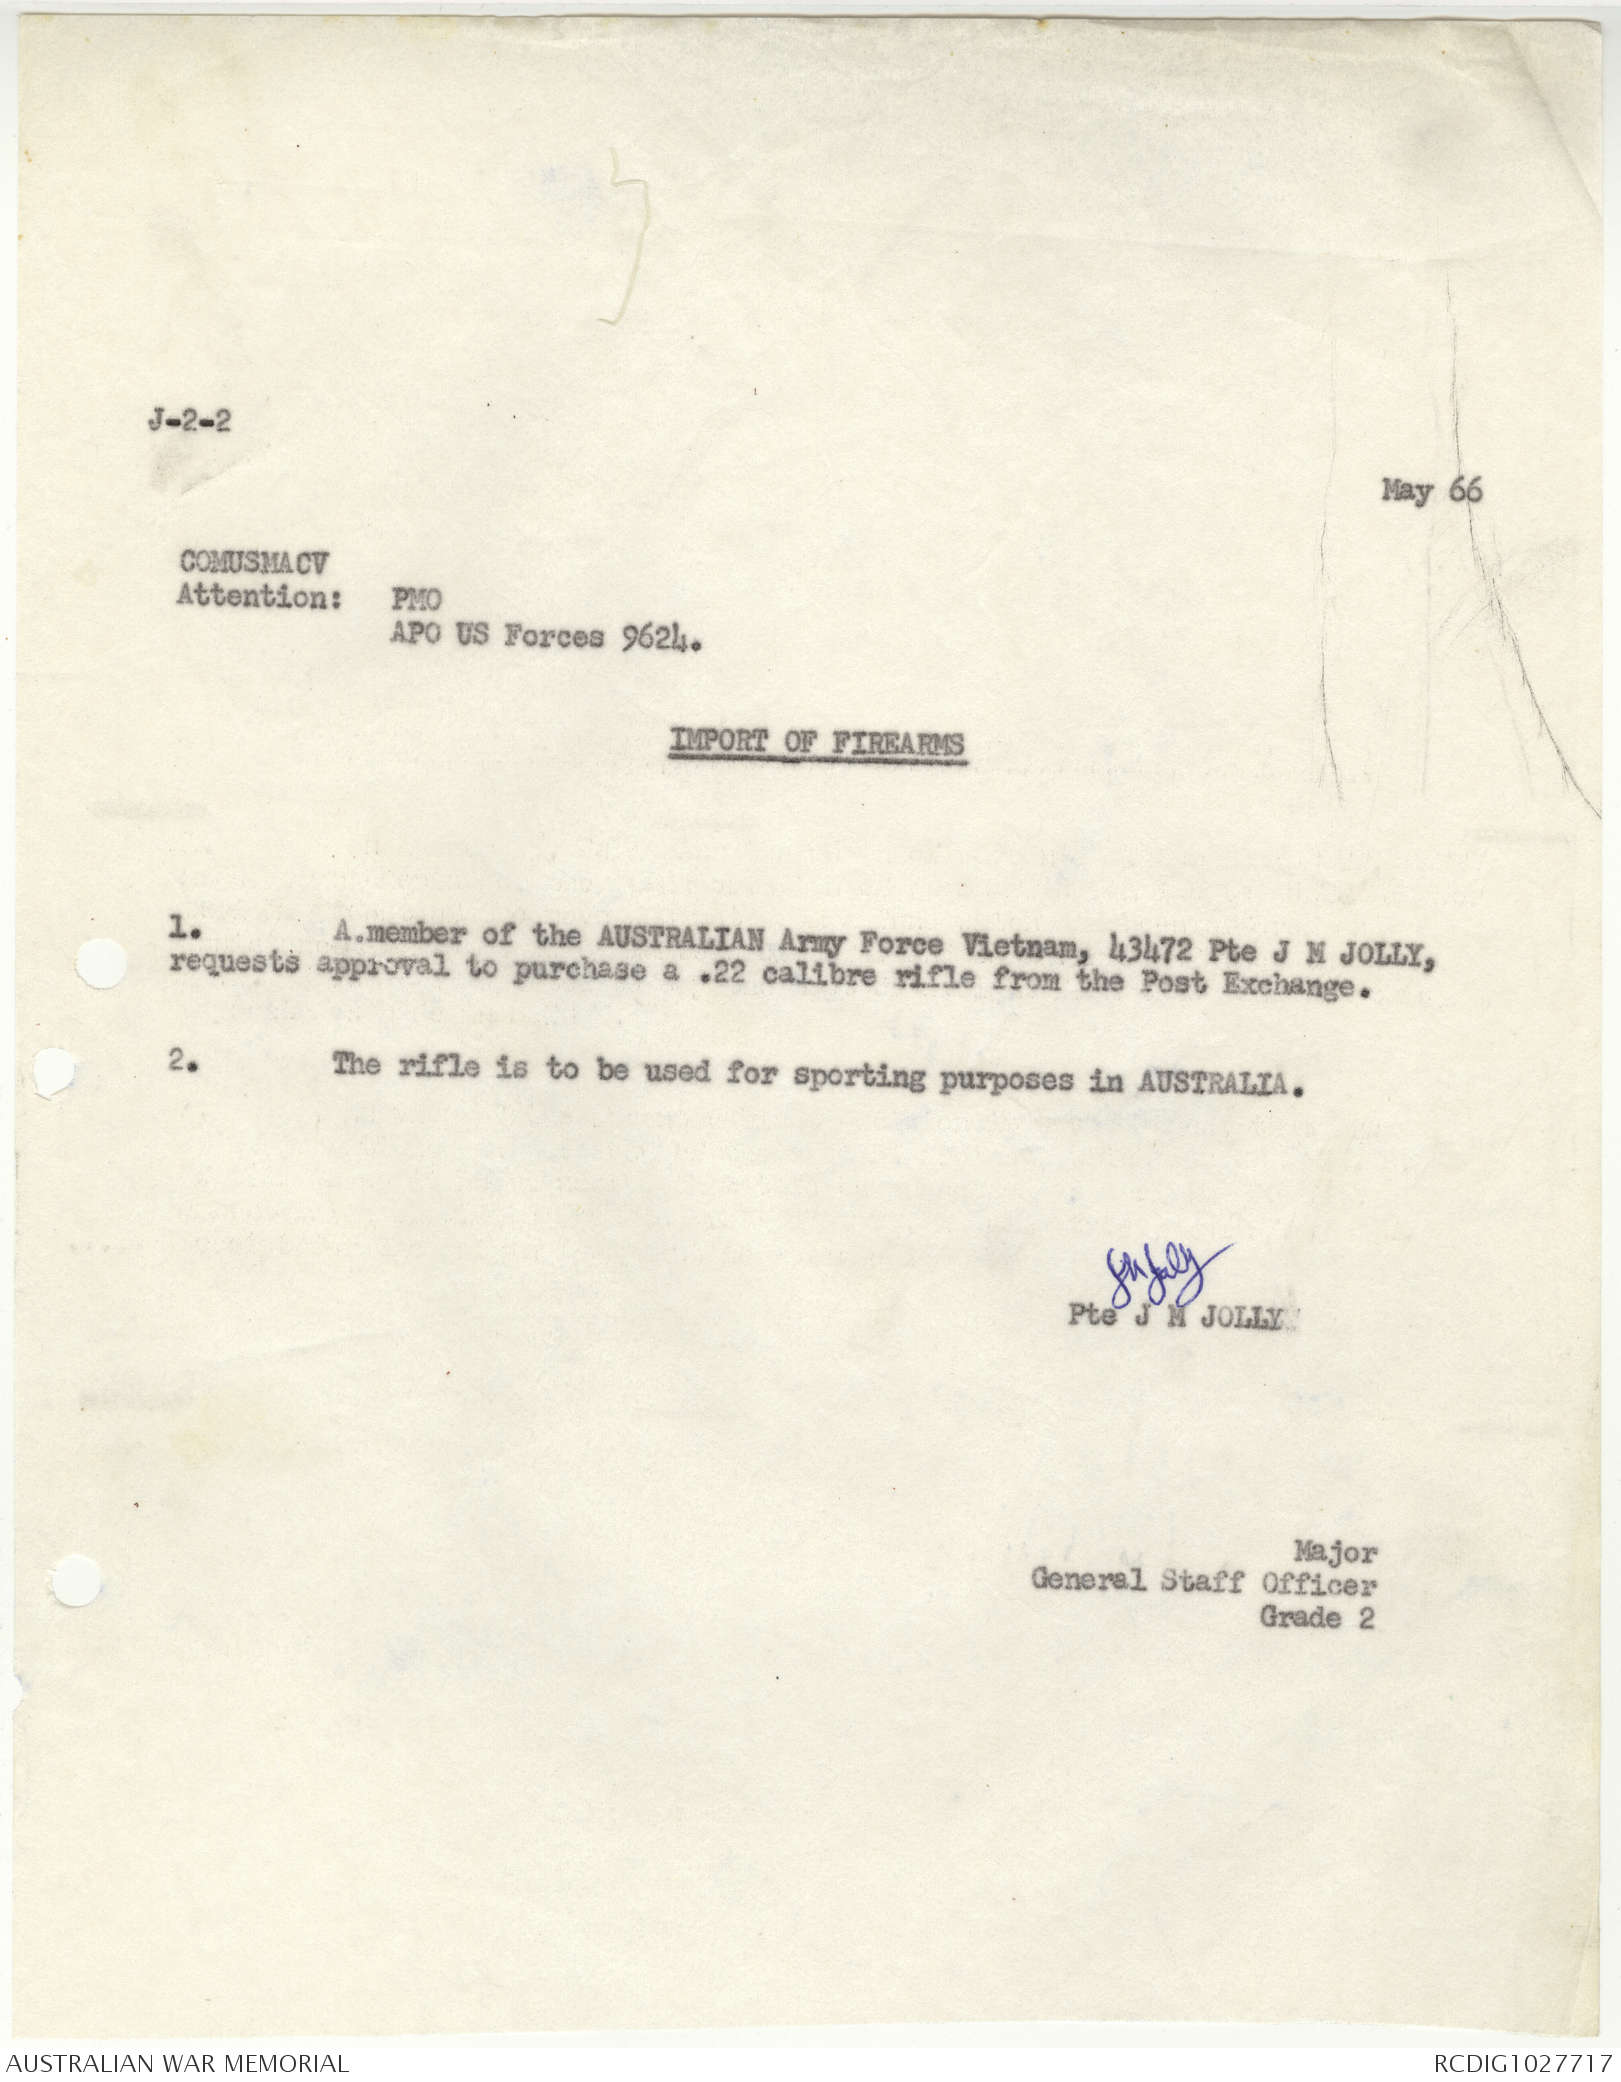 J-2-2
May 66
COMUSMACV
Attention: PMO
APO US Forces 9624.
IMPORT OF FIREARMS
1. A.member of the AUSTRALIAN Army Force Vietnam, 43472 Pte J M JOLLY,
requests approval to purchase a .22 calibre rifle from the Post Exchange.
2. The rifle is to be used for sporting purposes in AUSTRALIA.
JM Jolly
Pte J M JOLLY
Major
General Staff Officer
Grade 2
AUSTRALIAN WAR MEMORIAL
RCDIG1027717